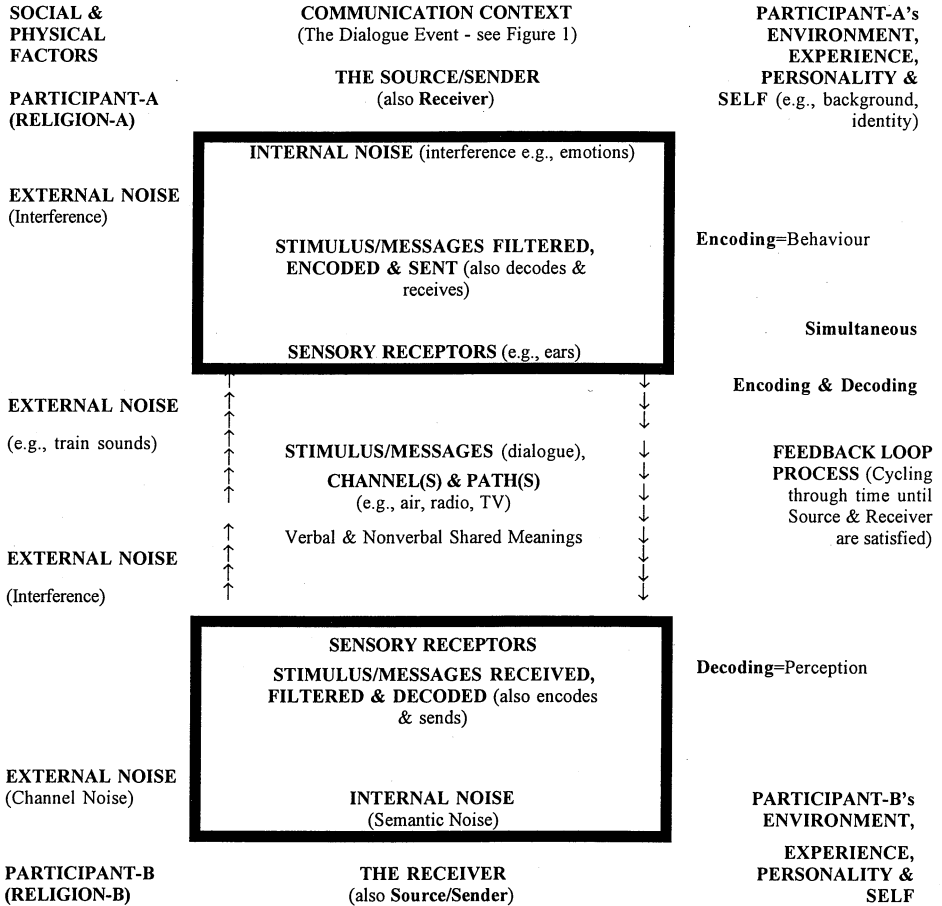 SOCIAL &
PHYSICAL
FACTORS
COMMUNICATION CONTEXT
(The Dialogue Event - see Figure 1)
PARTICIPANT-A's
ENVIRONMENT,
EXPERIENCE,
PERSONALITY &
SELF (e.g., background,
identity)
THE SOURCE/SENDER
(also Receiver)
PARTICIPANT-A
(RELIGION-A)
INTERNAL NOISE (interference e.g., emotions)
EXTERNAL NOISE
(Interference)
STIMULUS/MESSAGES FILTERED,
ENCODED & SENT (also decodes &
receives)
Encoding=Behaviour
Simultaneous
SENSORY RECEPTORS (e.g., ears)
Encoding & Decoding
EXTERNAL NOISE
(e.g., train sounds)
STIMULUS/MESSAGES (dialogue),
CHANNEL(S) & PATH(S)
(e.g., air, radio, TV)
Verbal & Nonverbal Shared Meanings
FEEDBACK LOOP
PROCESS (Cycling
through time until
Source & Receiver
are satisfied)
EXTERNAL NOISE
(Interference)
SENSORY RECEPTORS
STIMULUS/MESSAGES RECEIVED,
FILTERED & DECODED (also encodes
& sends)
Decoding=Perception
EXTERNAL NOISE
(Channel Noise)
INTERNAL NOISE
(Semantic Noise)
PARTICIPANT-B's
ENVIRONMENT,
EXPERIENCE,
PERSONALITY &
SELF
PARTICIPANT-B
(RELIGION-B)
THE RECEIVER
(also Source/Sender)